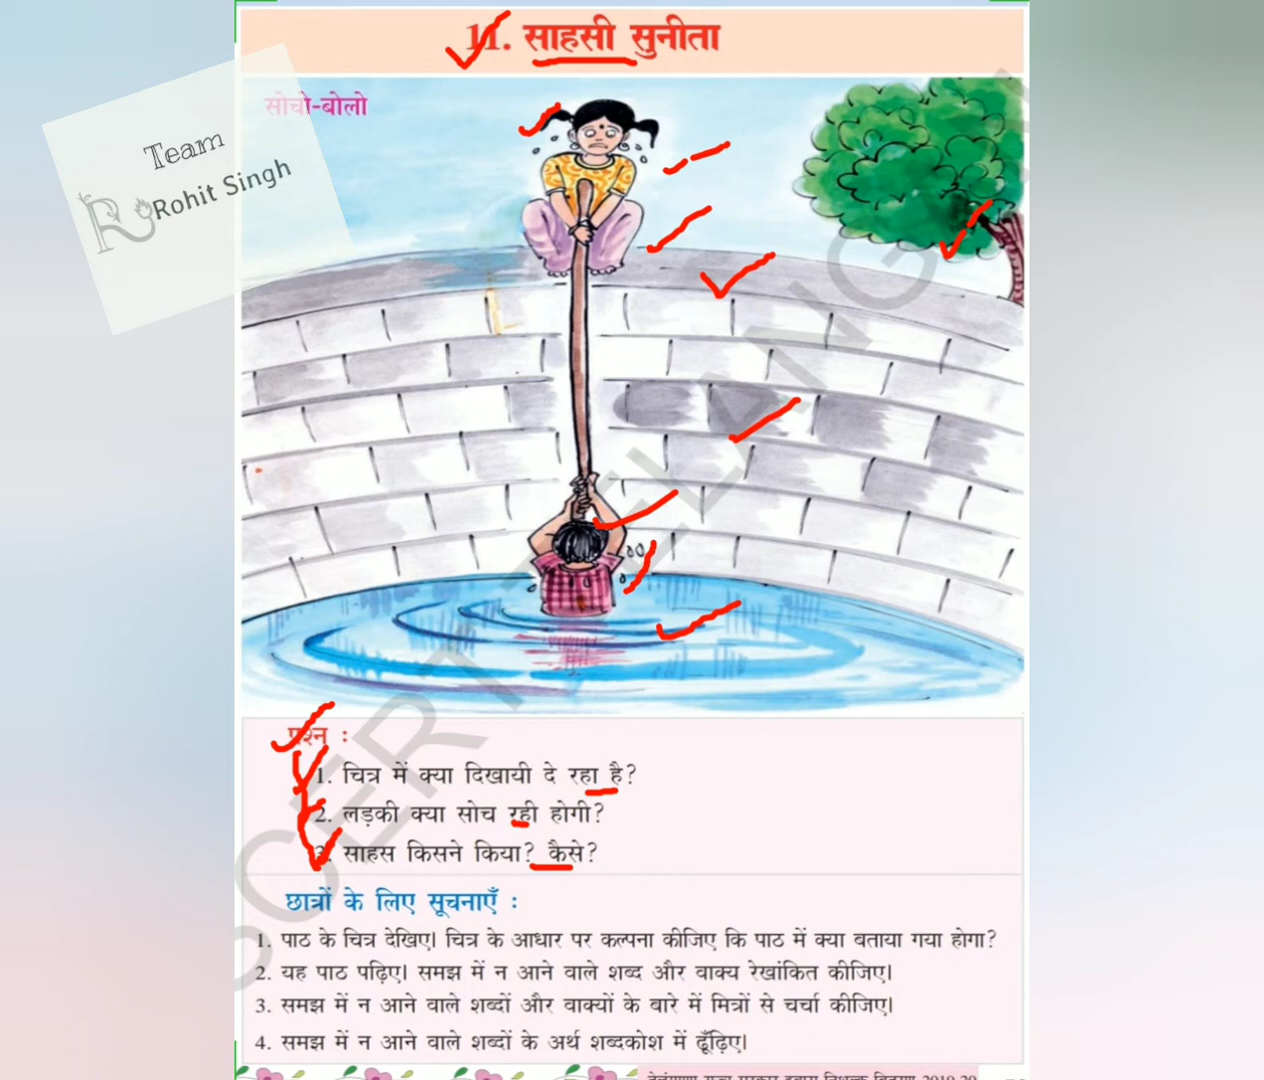 11. साहसी सुनीता
सोचो-बोलो
Team
Rohit Singh
SCERT TELANGANA
प्रश्न :
1. चित्र में क्या दिखायी दे रहा है?
2. लड़की क्या सोच रही होगी?
3. साहस किसने किया? कैसे?
छात्रों के लिए सूचनाएँ :
1. पाठ के चित्र देखिए। चित्र के आधार पर कल्पना कीजिए कि पाठ में क्या बताया गया होगा?
2. यह पाठ पढ़िए। समझ में न आने वाले शब्द और वाक्य रेखांकित कीजिए।
3. समझ में न आने वाले शब्दों और वाक्यों के बारे में मित्रों से चर्चा कीजिए।
4. समझ में न आने वाले शब्दों के अर्थ शब्दकोश में ढूँढ़िए।